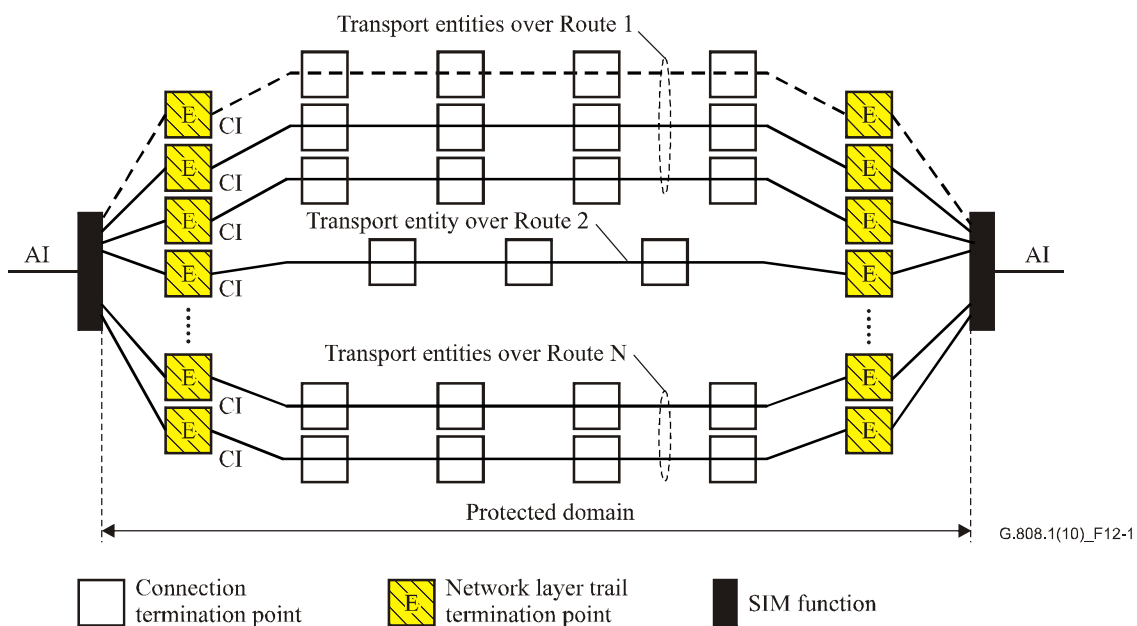 Transport entities over Route 1
E
CI
E
E
CI
E
E
CI
E
Transport entity over Route 2
AI
E
CI
E
AI
Transport entities over Route N
E
CI
E
E
CI
E
Protected domain
G.808.1(10)_F12-1
Connection
termination point
E
Network layer trail
termination point
SIM function